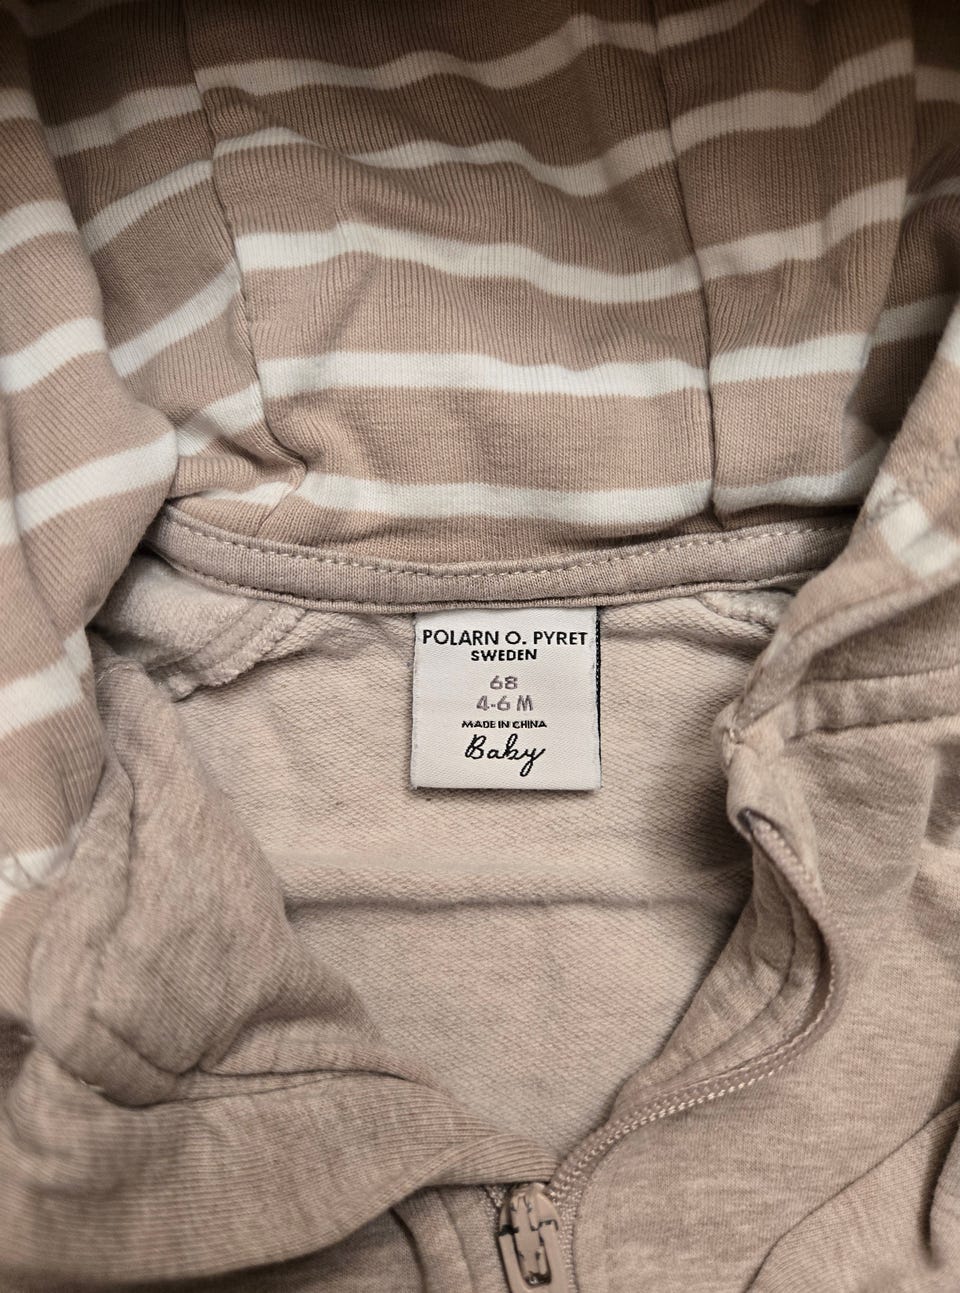 POLARN O. PYRET
SWEDEN
68
4-6 M
MADE IN CHINA
Baby